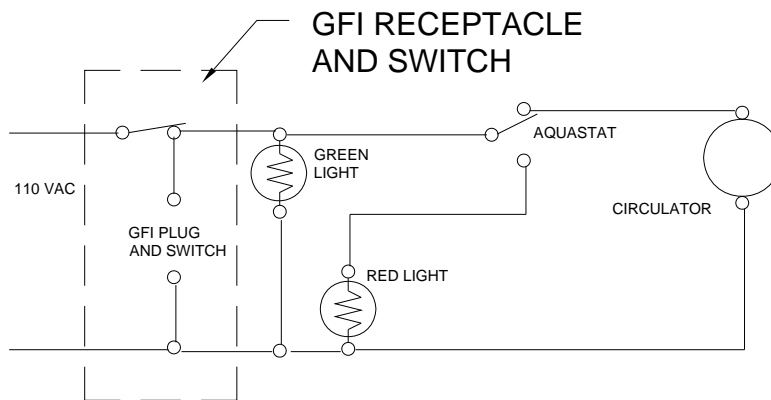 GFI RECEPTACLE
AND SWITCH
AQUASTAT
GREEN
LIGHT
110 VAC
CIRCULATOR
GFI PLUG
AND SWITCH
RED LIGHT